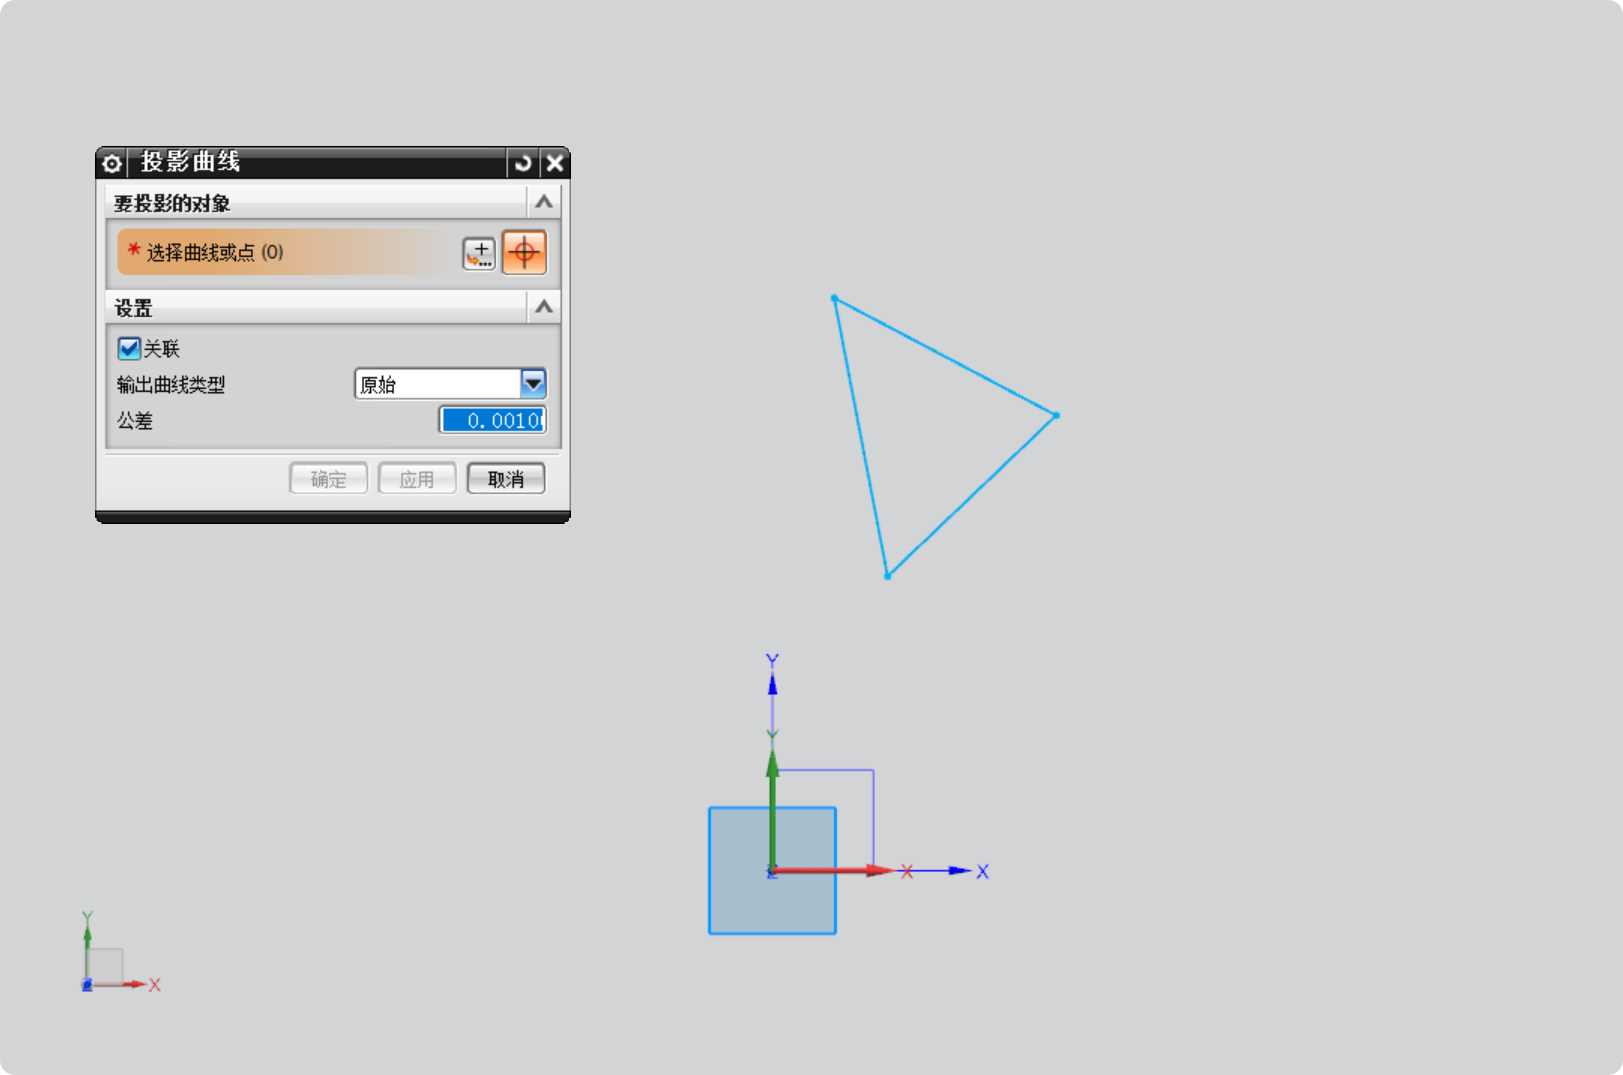 投影曲线
要投影的对象
* 选择曲线或点 (0)
设置
关联
输出曲线类型 原始
公差 0.0010
确定 应用 取消
Y
Y
Z X X
Y
Z X